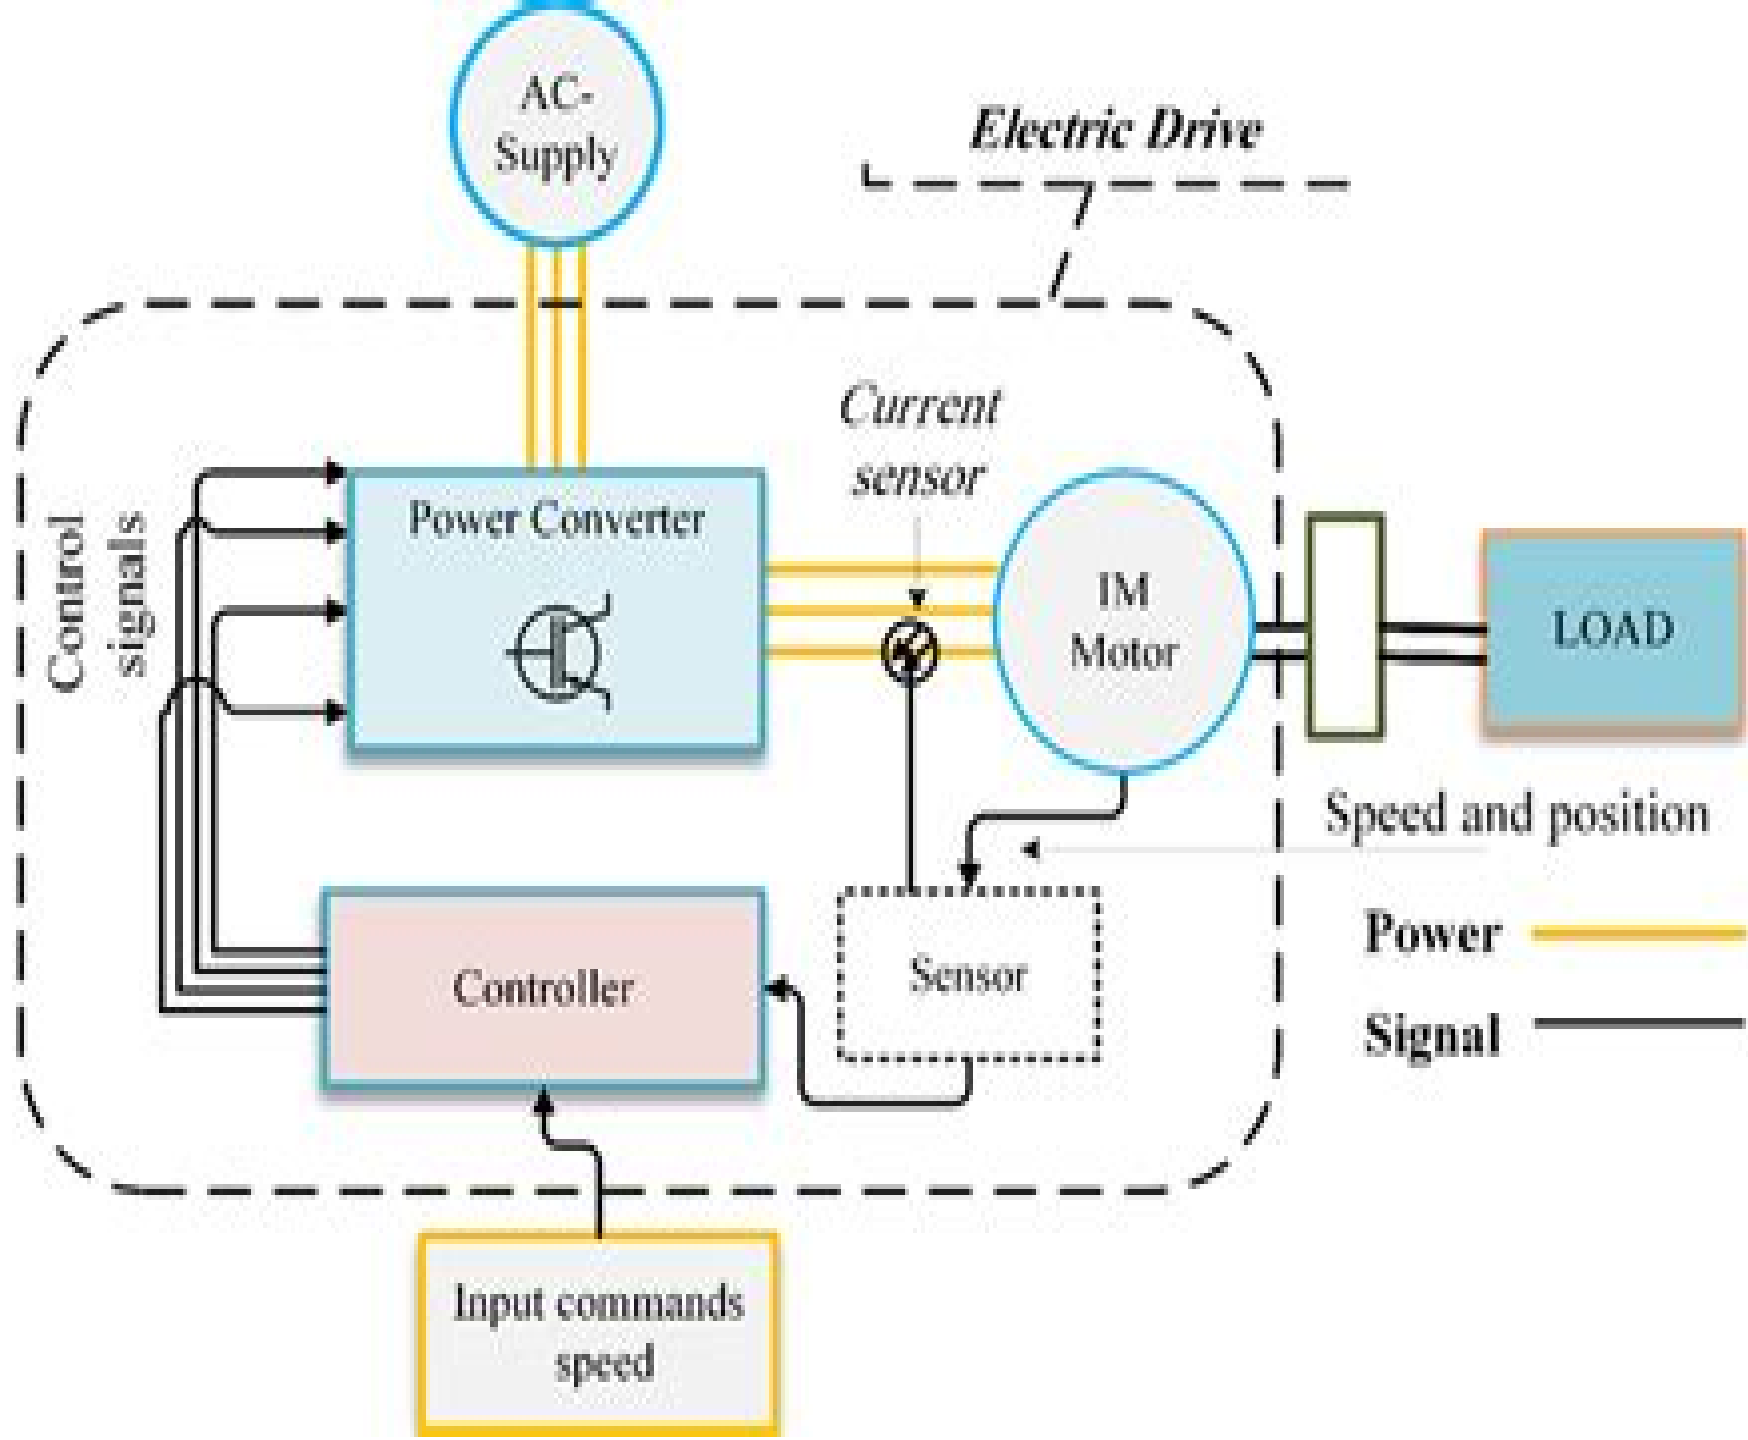 AC-
Supply
Electric Drive
Current
sensor
Control
signals
Power Converter
IM
Motor
LOAD
Speed and position
Power
Signal
Sensor
Controller
Input commands
speed